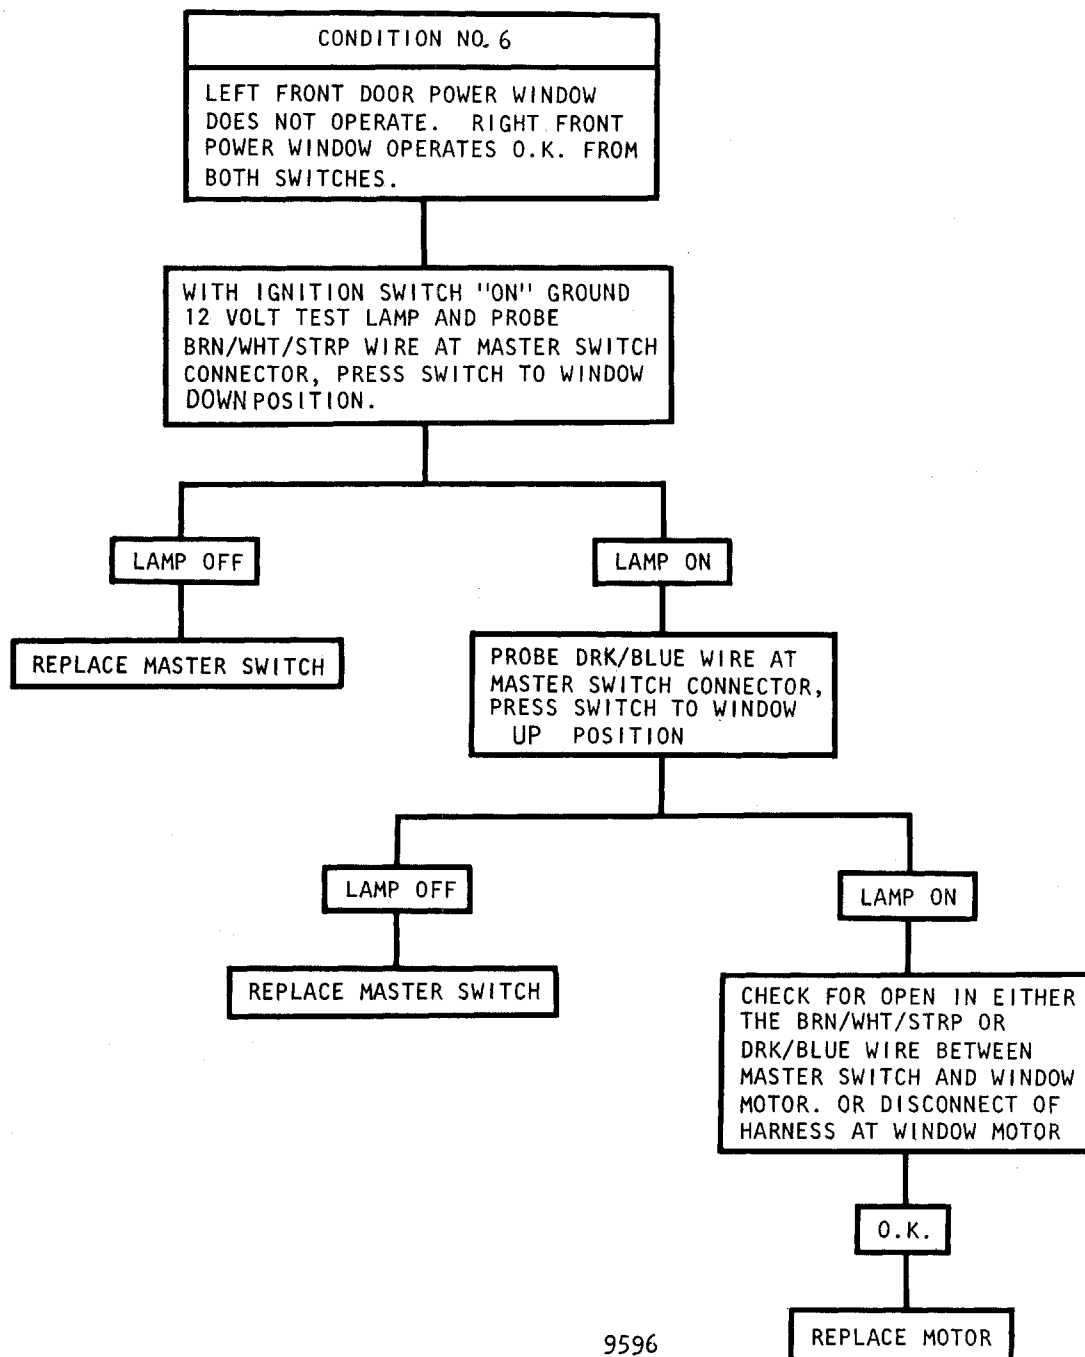 CONDITION NO. 6
LEFT FRONT DOOR POWER WINDOW
DOES NOT OPERATE. RIGHT FRONT
POWER WINDOW OPERATES O.K. FROM
BOTH SWITCHES.
WITH IGNITION SWITCH "ON" GROUND
12 VOLT TEST LAMP AND PROBE
BRN/WHT/STRP WIRE AT MASTER SWITCH
CONNECTOR, PRESS SWITCH TO WINDOW
DOWN POSITION.
LAMP OFF
LAMP ON
REPLACE MASTER SWITCH
PROBE DRK/BLUE WIRE AT
MASTER SWITCH CONNECTOR,
PRESS SWITCH TO WINDOW
UP POSITION
LAMP OFF
LAMP ON
REPLACE MASTER SWITCH
CHECK FOR OPEN IN EITHER
THE BRN/WHT/STRP OR
DRK/BLUE WIRE BETWEEN
MASTER SWITCH AND WINDOW
MOTOR. OR DISCONNECT OF
HARNESS AT WINDOW MOTOR
O.K.
REPLACE MOTOR
9596